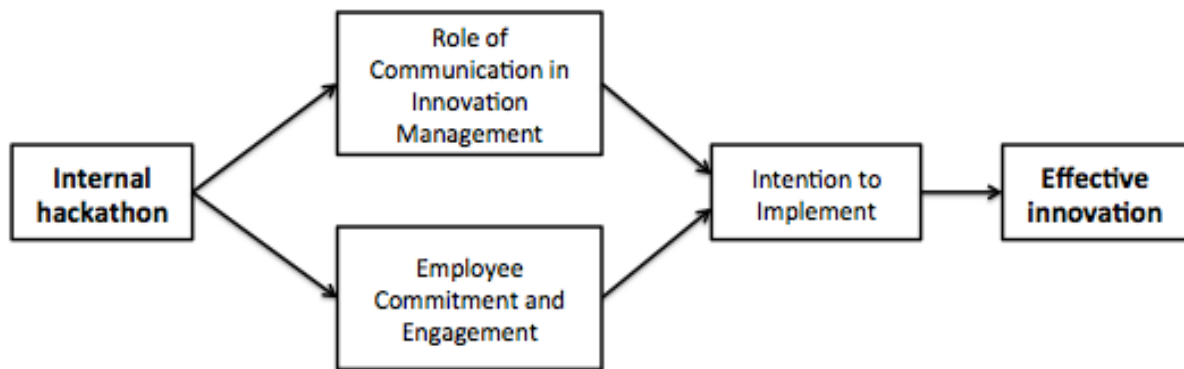 Role of
Communication in
Innovation
Management
Internal
hackathon
Intention to
Implement
Effective
innovation
Employee
Commitment and
Engagement